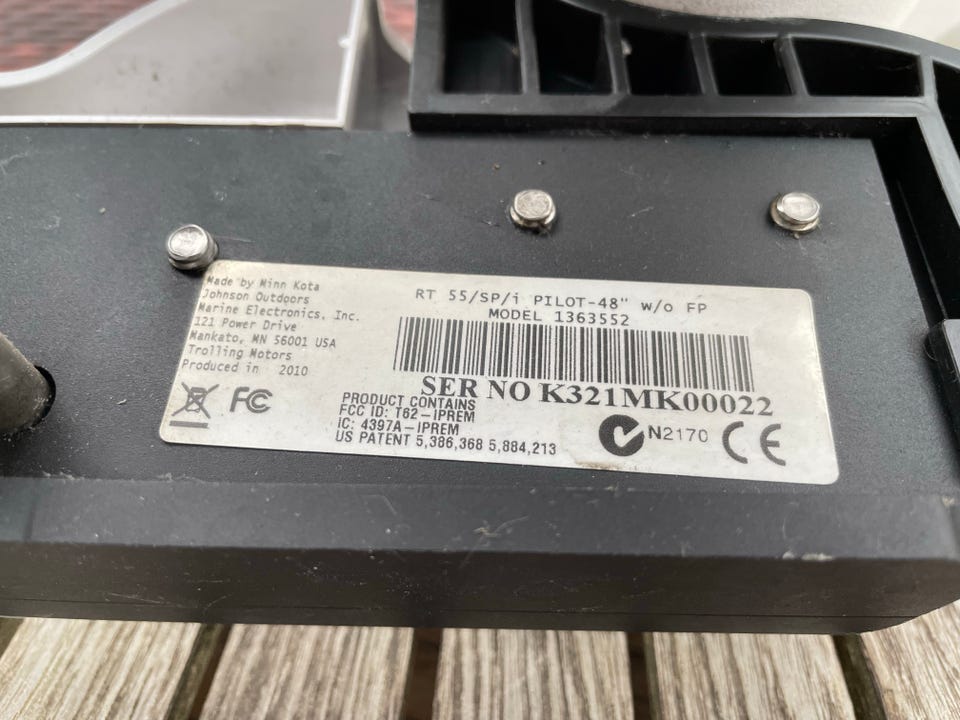 Made by Minn Kota
Johnson Outdoors
Marine Electronics, Inc.
121 Power Drive
Mankato, MN 56001 USA
Trolling Motors
Produced in 2010
RT 55/SP/i PILOT-48" w/o FP
MODEL 1363552
SER NO K321MK00022
FC
PRODUCT CONTAINS
FCC ID: T62-IPREM
IC: 4397A-IPREM
US PATENT 5,386,368 5,884,213
N2170
CE